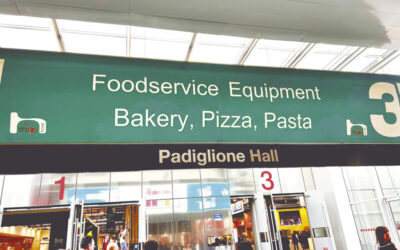 Foodservice Equipment
3
Bakery, Pizza, Pasta
Padiglione Hall
1
3